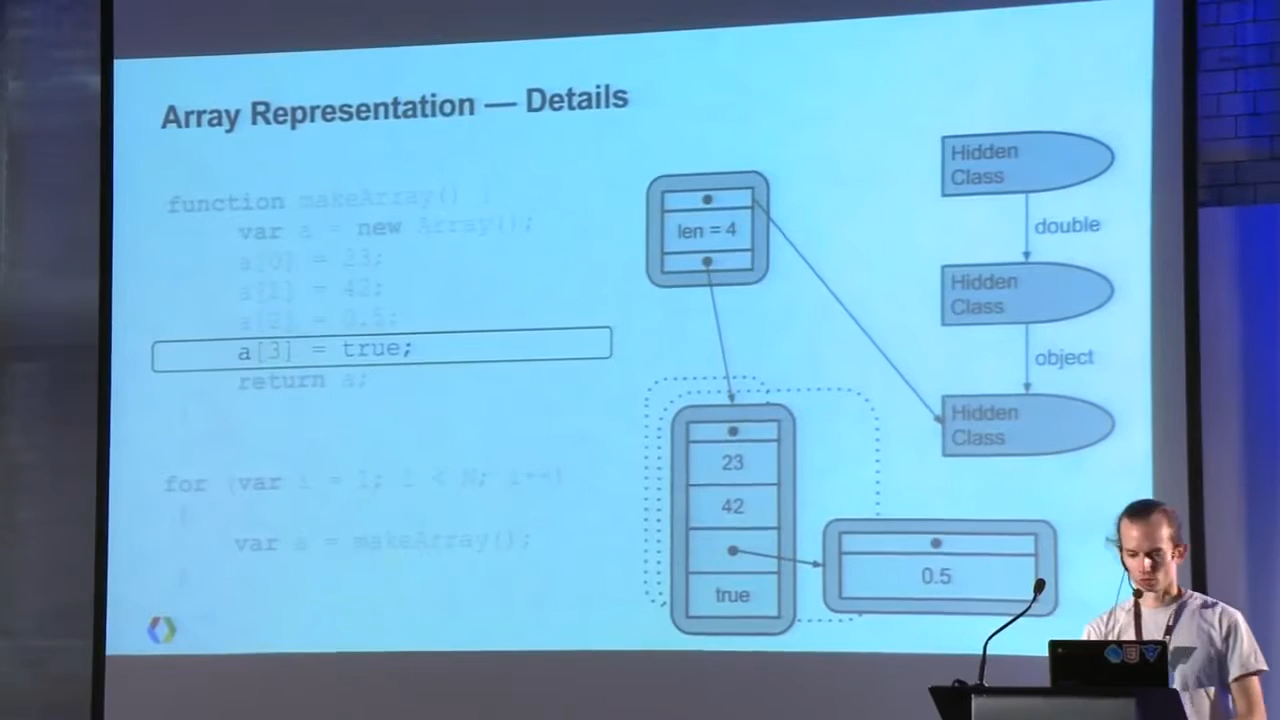 Array Representation — Details
function makeArray() {
var a = new Array();
a[0] = 23;
a[1] = 42;
a[2] = 0.5;
a[3] = true;
return a;
for (var i = 1; i < N; i++)
{
var a = makeArray();
}
len = 4
23
42
true
0.5
Hidden
Class
double
Hidden
Class
object
Hidden
Class